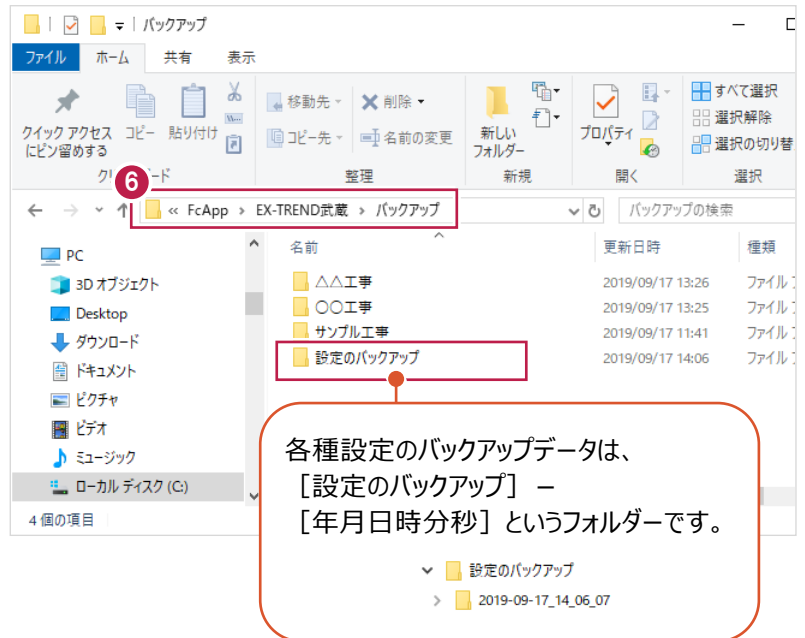 バックアップ
ファイル ホーム 共有 表示
クイック アクセス
にピン留めする
コピー 貼り付け
移動先
コピー先
削除
名前の変更
新しい
フォルダー
プロパティ
すべて選択
選択解除
選択の切り替
整理 新規 開く 選択
6
« FcApp › EX-TREND武蔵 › バックアップ
バックアップの検索
PC
3D オブジェクト
Desktop
ダウンロード
ドキュメント
ピクチャ
ビデオ
ミュージック
ローカル ディスク (C:)
4 個の項目
名前 更新日時 種類
△△工事 2019/09/17 13:26 ファイル
〇〇工事 2019/09/17 13:25 ファイル
サンプル工事 2019/09/17 11:41 ファイル
設定のバックアップ 2019/09/17 14:06 ファイル
各種設定のバックアップデータは、
［設定のバックアップ］ －
［年月日時分秒］というフォルダーです。
設定のバックアップ
2019-09-17_14_06_07